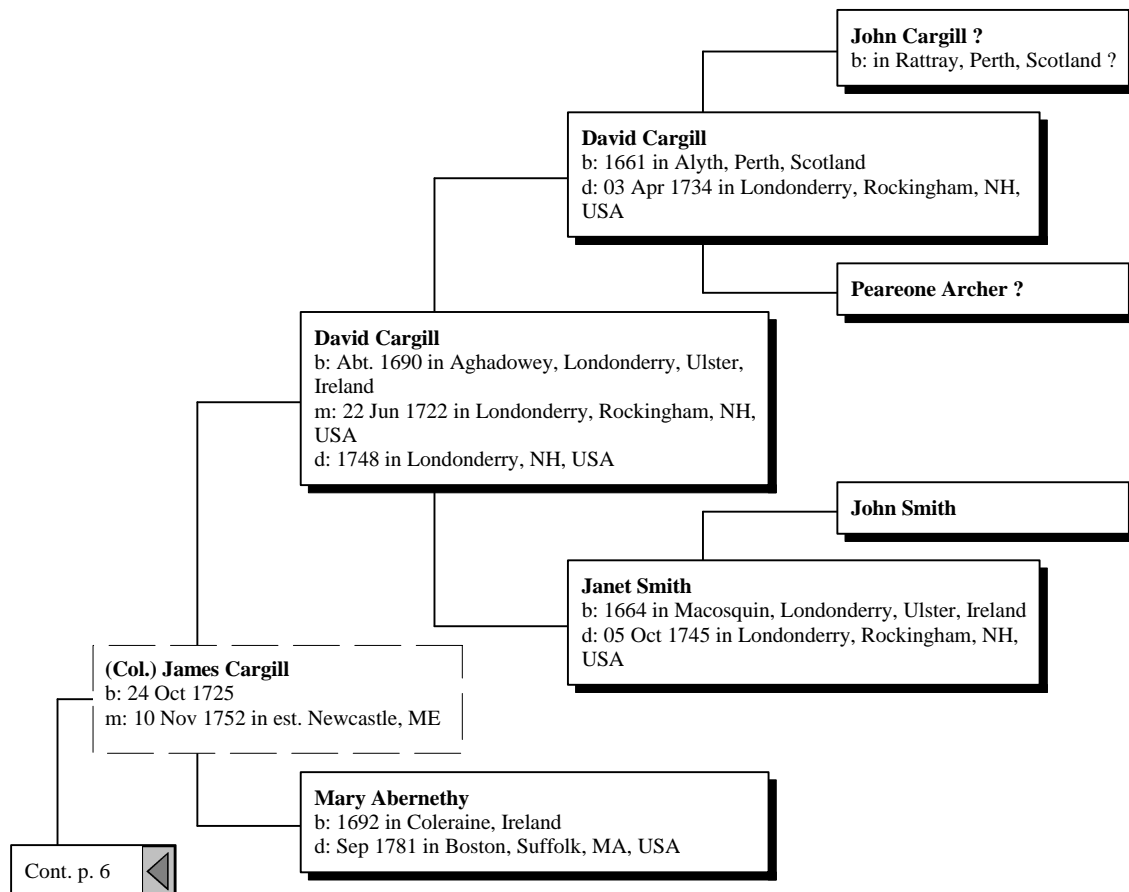 John Cargill ?
b: in Rattray, Perth, Scotland ?
David Cargill
b: 1661 in Alyth, Perth, Scotland
d: 03 Apr 1734 in Londonderry, Rockingham, NH,
USA
Peareone Archer ?
David Cargill
b: Abt. 1690 in Aghadowey, Londonderry, Ulster,
Ireland
m: 22 Jun 1722 in Londonderry, Rockingham, NH,
USA
d: 1748 in Londonderry, NH, USA
John Smith
Janet Smith
b: 1664 in Macosquin, Londonderry, Ulster, Ireland
d: 05 Oct 1745 in Londonderry, Rockingham, NH,
USA
(Col.) James Cargill
b: 24 Oct 1725
m: 10 Nov 1752 in est. Newcastle, ME
Mary Abernethy
b: 1692 in Coleraine, Ireland
d: Sep 1781 in Boston, Suffolk, MA, USA
Cont. p. 6